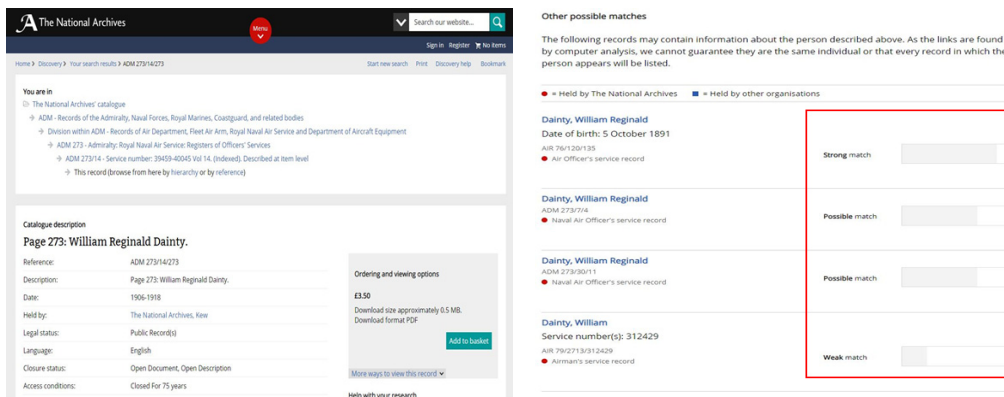 The National Archives
Menu
Search our website...
Sign in Register No items
Home > Discovery > Your search results > ADM 273/14/273
Start new search Print Discovery help Bookmark
You are in
The National Archives' catalogue
ADM - Records of the Admiralty, Naval Forces, Royal Marines, Coastguard, and related bodies
Division within ADM - Records of Air Department, Fleet Air Arm, Royal Naval Air Service and Department of Aircraft Equipment
ADM 273 - Admiralty: Royal Naval Air Service: Registers of Officers' Services
ADM 273/14 - Service number: 39459-40045 Vol 14. (Indexed). Described at item level
This record (browse from here by hierarchy or by reference)
Catalogue description
Page 273: William Reginald Dainty.
Reference: ADM 273/14/273
Description: Page 273: William Reginald Dainty.
Date: 1906-1918
Held by: The National Archives, Kew
Legal status: Public Record(s)
Language: English
Closure status: Open Document, Open Description
Access conditions: Closed For 75 years
Ordering and viewing options
£3.50
Download size approximately 0.5 MB.
Download format PDF
Add to basket
More ways to view this record
Help with your research
Other possible matches
The following records may contain information about the person described above. As the links are found
by computer analysis, we cannot guarantee they are the same individual or that every record in which the
person appears will be listed.
= Held by The National Archives = Held by other organisations
Dainty, William Reginald
Date of birth: 5 October 1891
AIR 76/120/135
Air Officer's service record
Strong match
Dainty, William Reginald
ADM 273/7/4
Naval Air Officer's service record
Possible match
Dainty, William Reginald
ADM 273/30/11
Naval Air Officer's service record
Possible match
Dainty, William
Service number(s): 312429
AIR 79/2713/312429
Airman's service record
Weak match